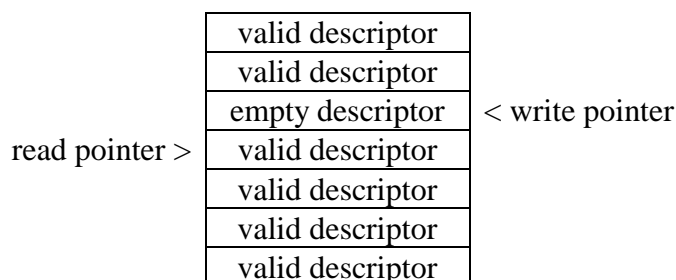 valid descriptor
valid descriptor
empty descriptor < write pointer
read pointer > valid descriptor
valid descriptor
valid descriptor
valid descriptor